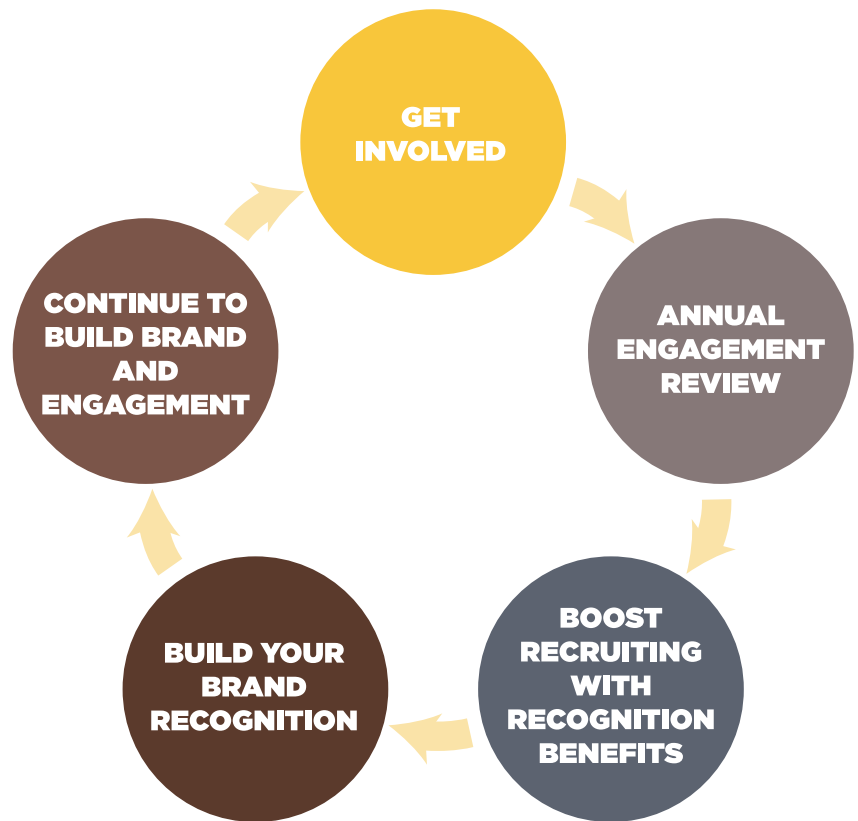 GET
INVOLVED
ANNUAL
ENGAGEMENT
REVIEW
BOOST
RECRUITING
WITH
RECOGNITION
BENEFITS
BUILD YOUR
BRAND
RECOGNITION
CONTINUE TO
BUILD BRAND
AND
ENGAGEMENT